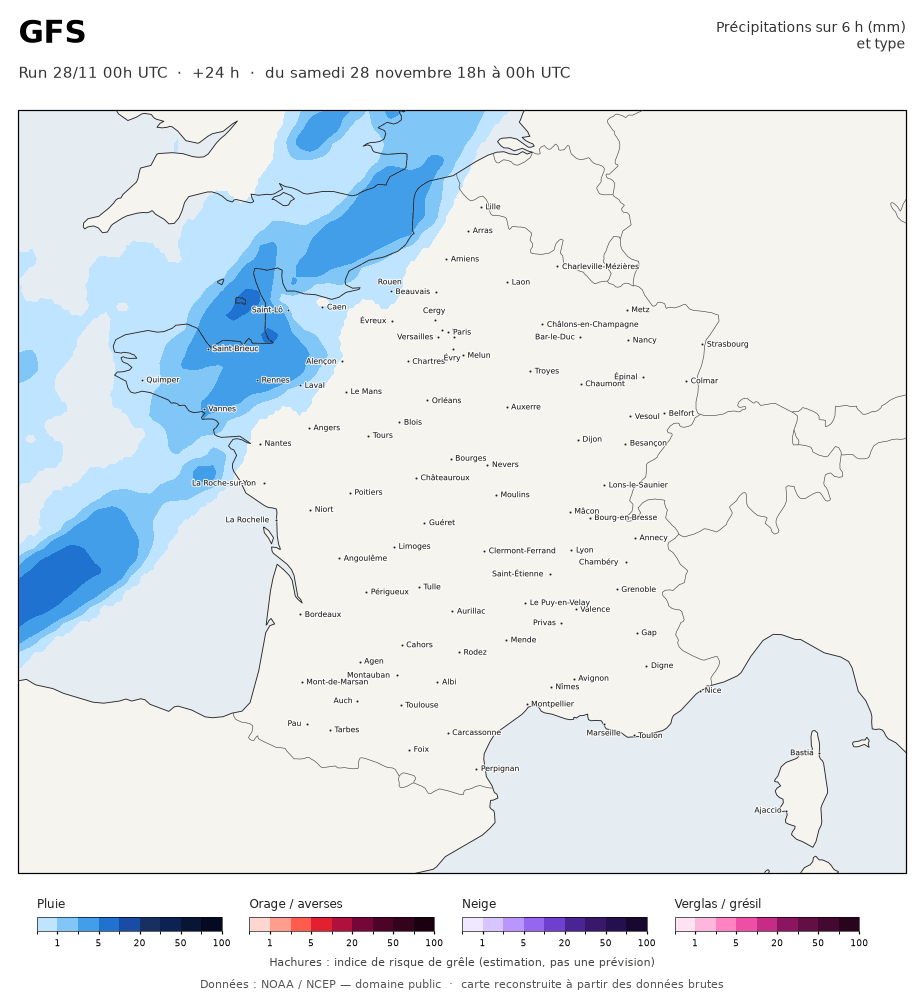 GFS
Précipitations sur 6 h (mm)
et type
Run 28/11 00h UTC · +24 h · du samedi 28 novembre 18h à 00h UTC
Lille
Arras
Amiens
Charleville-Mézières
Rouen
Beauvais
Laon
Saint-Lô
Caen
Cergy
Metz
Évreux
Châlons-en-Champagne
Paris
Versailles
Bar-le-Duc
Nancy
Strasbourg
Saint-Brieuc
Évry
Melun
Alençon
Chartres
Troyes
Épinal
Colmar
Quimper
Rennes
Laval
Chaumont
Le Mans
Orléans
Auxerre
Vannes
Vesoul
Belfort
Blois
Angers
Tours
Dijon
Besançon
Nantes
Bourges
Nevers
Châteauroux
La Roche-sur-Yon
Lons-le-Saunier
Poitiers
Moulins
Niort
Mâcon
Bourg-en-Bresse
La Rochelle
Guéret
Annecy
Limoges
Clermont-Ferrand
Lyon
Angoulême
Chambéry
Saint-Étienne
Tulle
Périgueux
Grenoble
Le Puy-en-Velay
Valence
Aurillac
Bordeaux
Privas
Gap
Mende
Cahors
Rodez
Agen
Digne
Montauban
Mont-de-Marsan
Albi
Avignon
Nîmes
Nice
Auch
Toulouse
Montpellier
Pau
Tarbes
Carcassonne
Marseille
Toulon
Foix
Bastia
Perpignan
Ajaccio
Pluie
Orage / averses
Neige
Verglas / grésil
1 5 20 50 100
1 5 20 50 100
1 5 20 50 100
1 5 20 50 100
Hachures : indice de risque de grêle (estimation, pas une prévision)
Données : NOAA / NCEP — domaine public · carte reconstruite à partir des données brutes